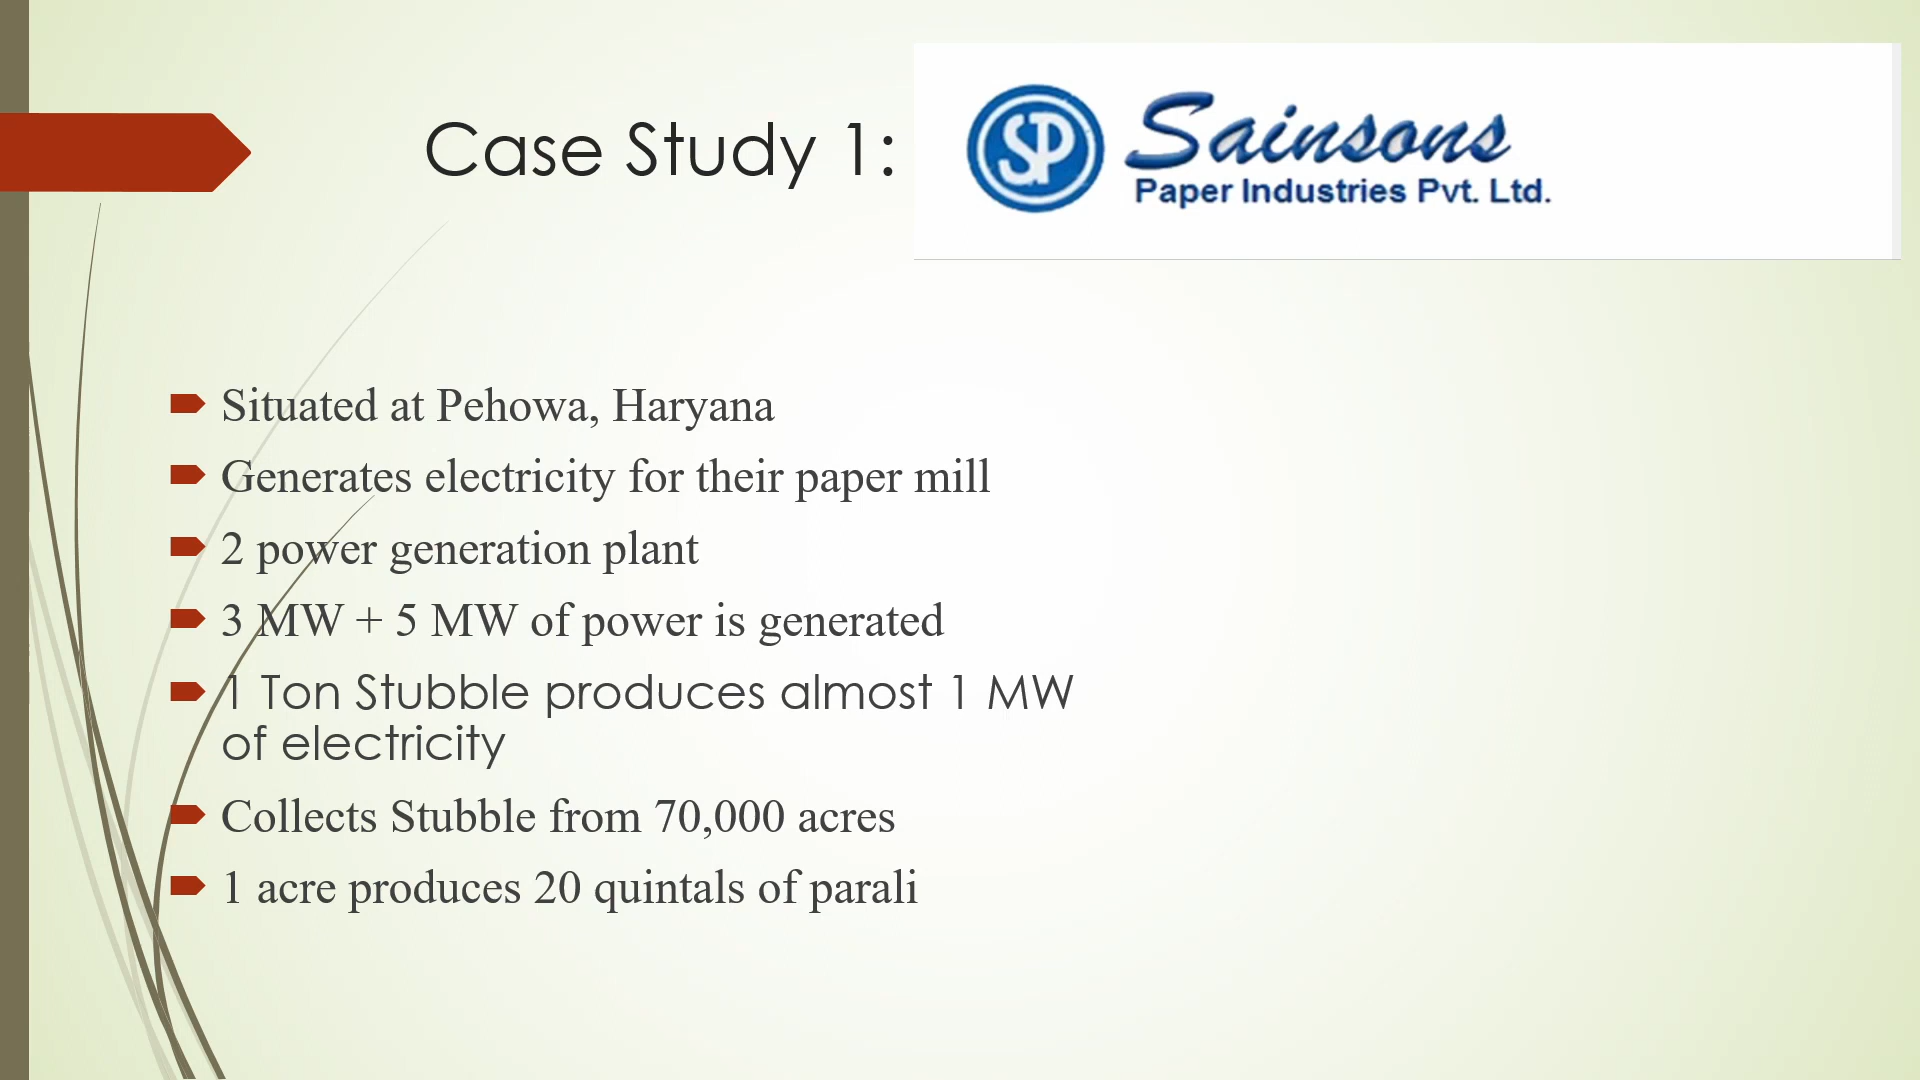 Case Study 1:
SP
Sainsons
Paper Industries Pvt. Ltd.
Situated at Pehowa, Haryana
Generates electricity for their paper mill
2 power generation plant
3 MW + 5 MW of power is generated
1 Ton Stubble produces almost 1 MW
of electricity
Collects Stubble from 70,000 acres
1 acre produces 20 quintals of parali